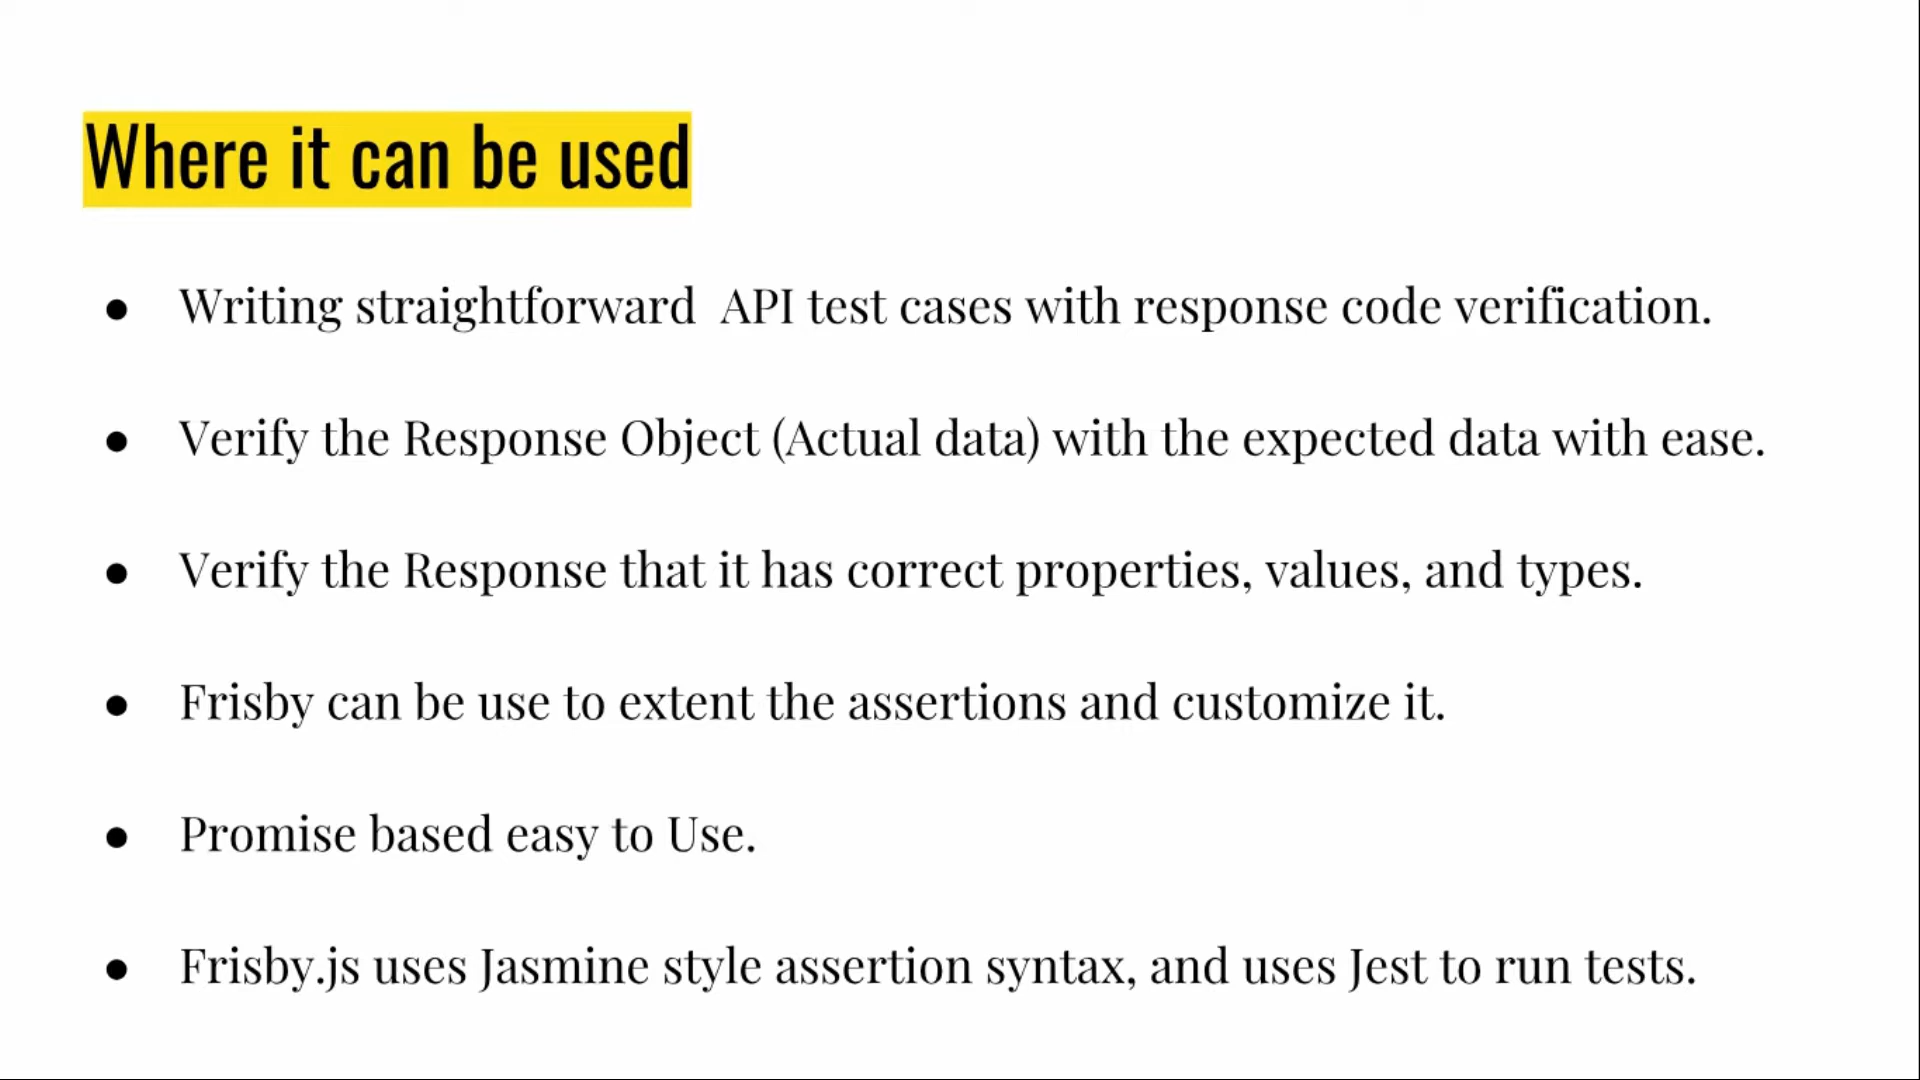 Where it can be used
● Writing straightforward  API test cases with response code verification.
● Verify the Response Object (Actual data) with the expected data with ease.
● Verify the Response that it has correct properties, values, and types.
● Frisby can be use to extent the assertions and customize it.
● Promise based easy to Use.
● Frisby.js uses Jasmine style assertion syntax, and uses Jest to run tests.